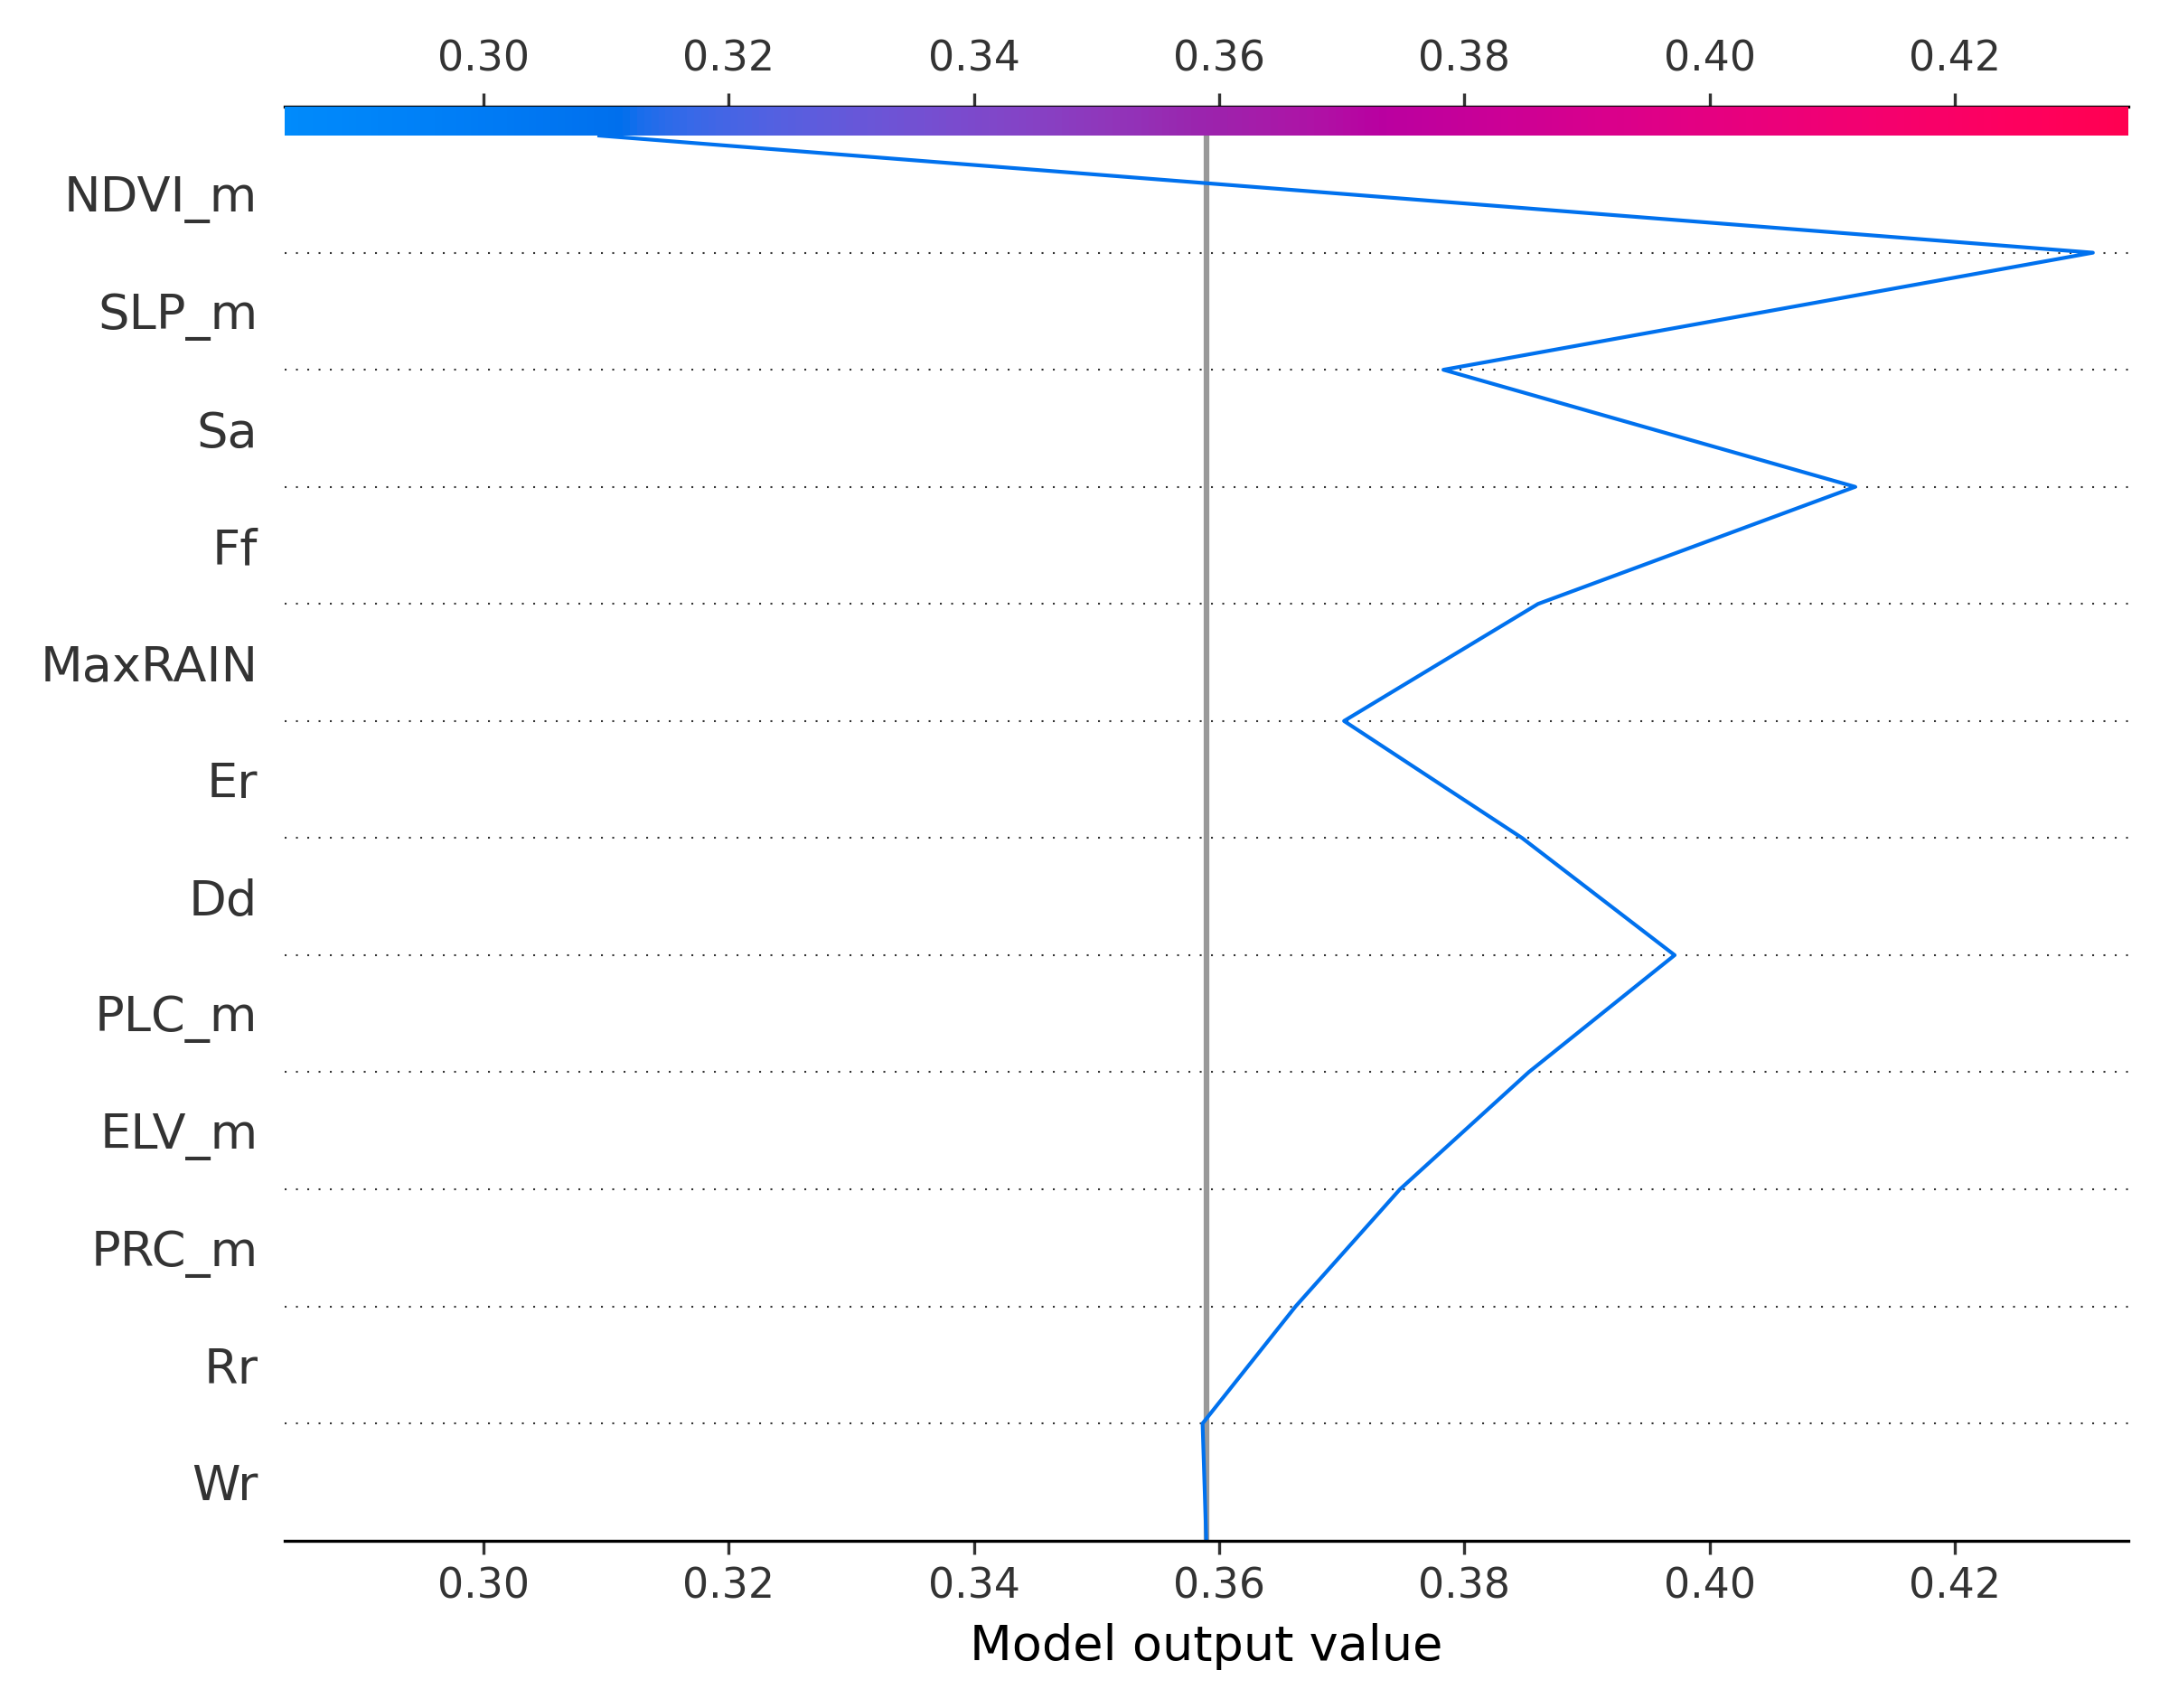 0.30 0.32 0.34 0.36 0.38 0.40 0.42
NDVI_m
SLP_m
Sa
Ff
MaxRAIN
Er
Dd
PLC_m
ELV_m
PRC_m
Rr
Wr
0.30 0.32 0.34 0.36 0.38 0.40 0.42
Model output value